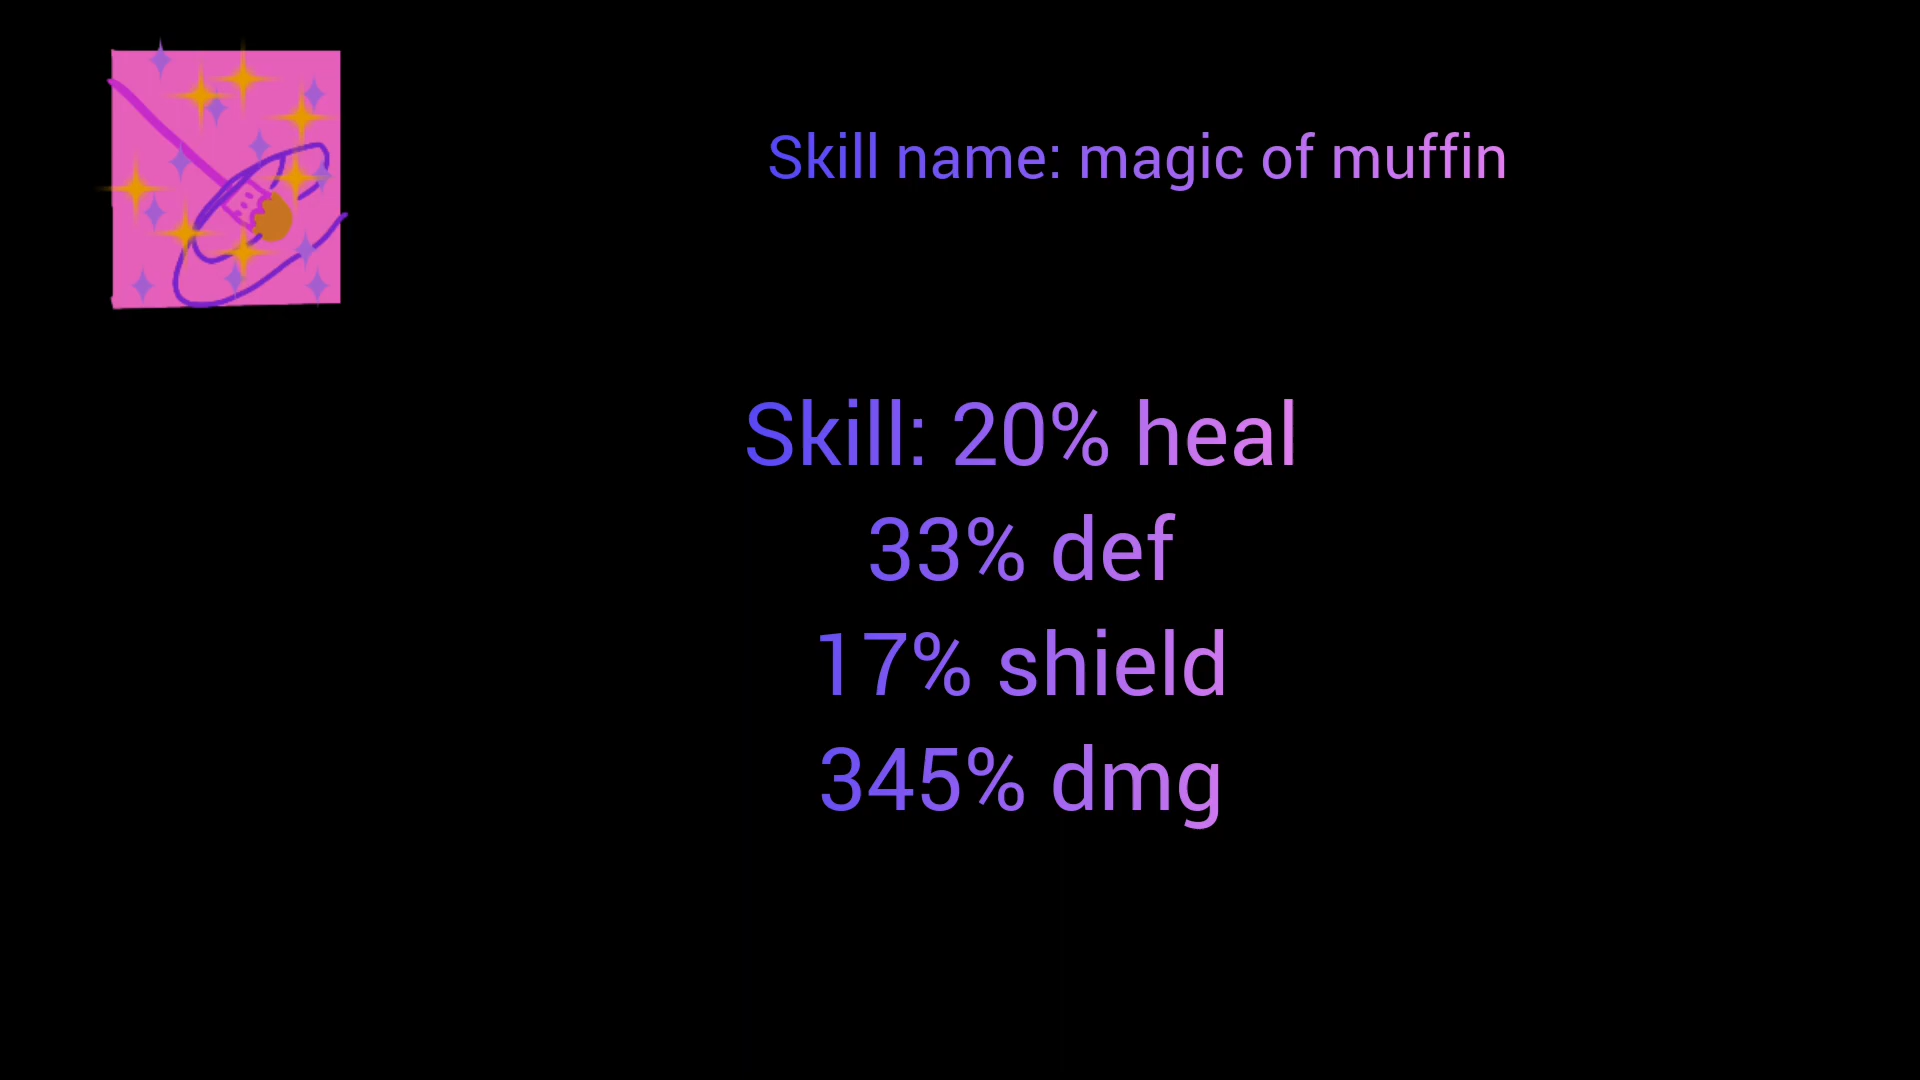 Skill name: magic of muffin
Skill: 20% heal
33% def
17% shield
345% dmg